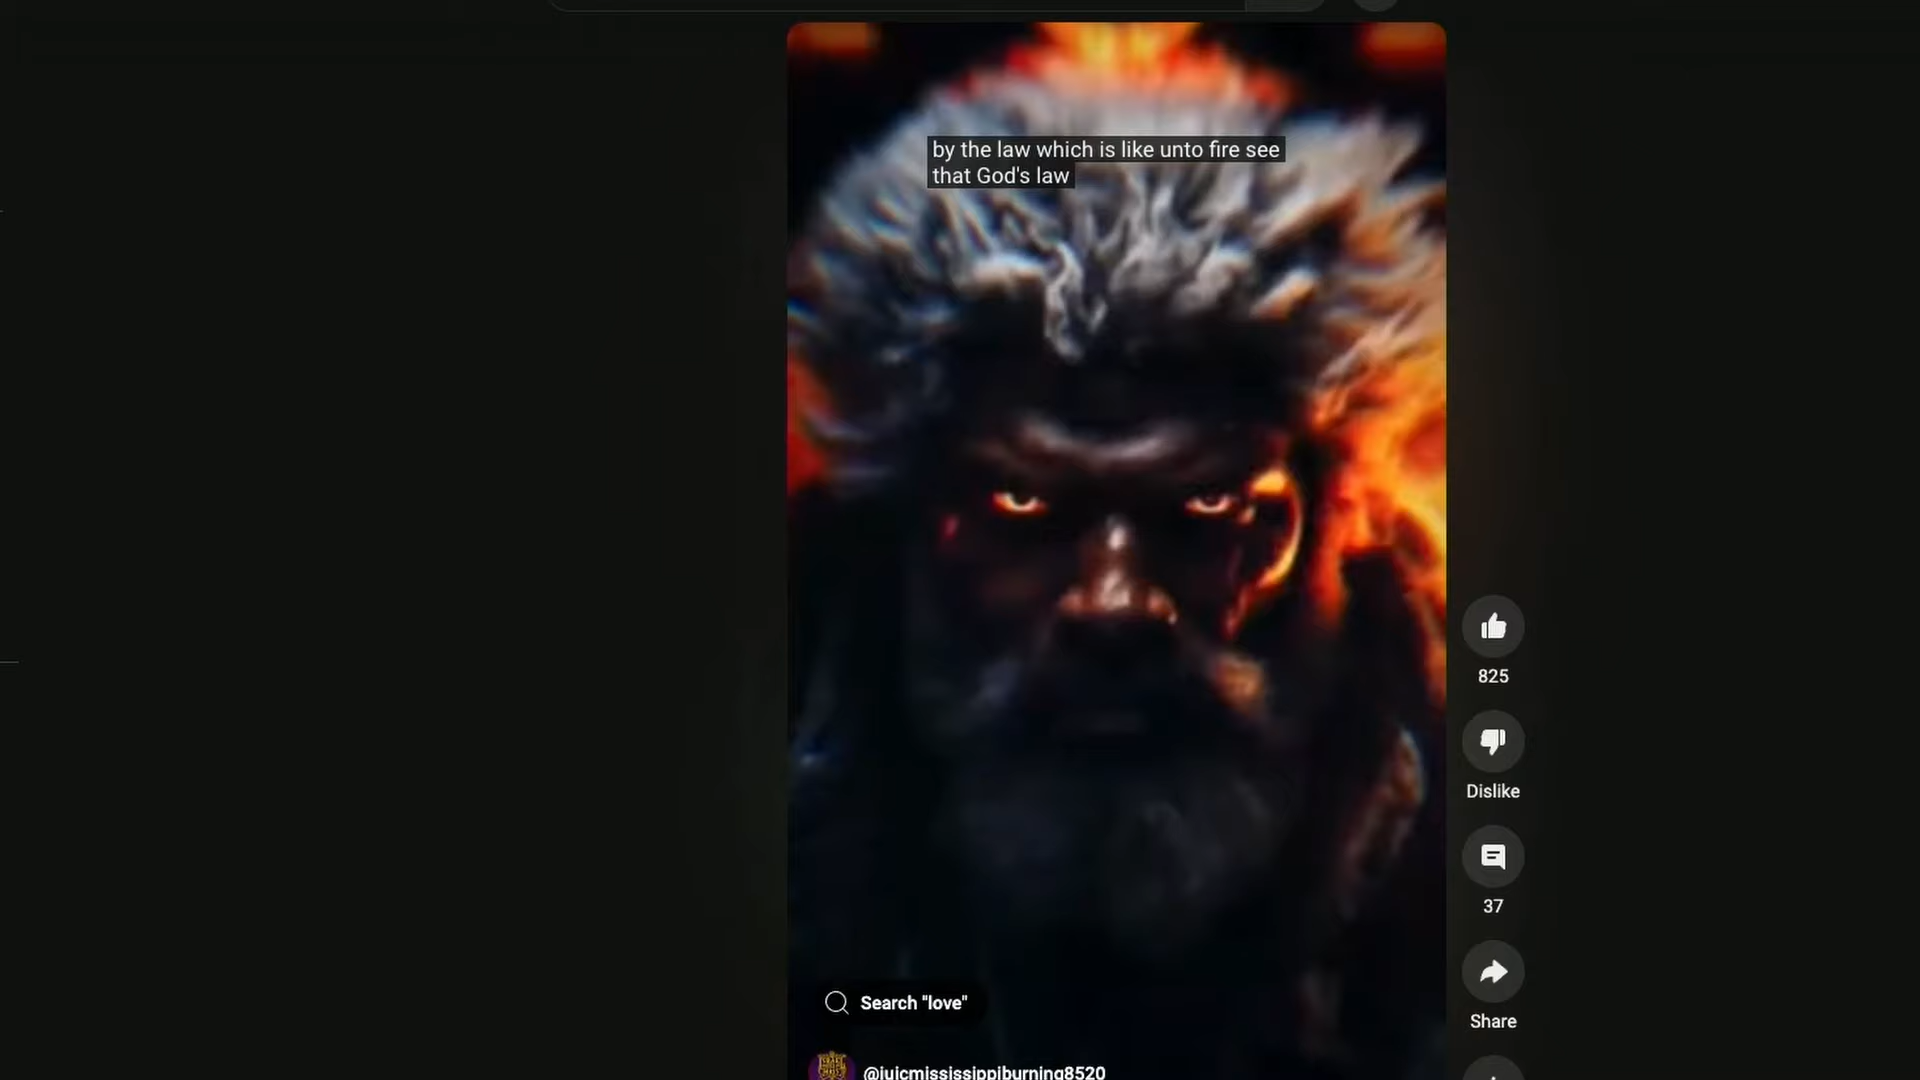 by the law which is like unto fire see
that God's law
825
Dislike
37
Share
Search "love"
@iuicmississippiburning8520